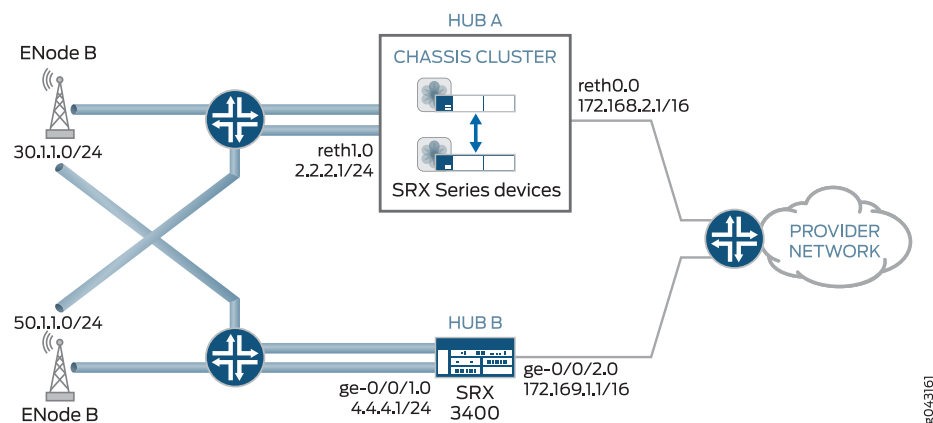 HUB A
ENode B
CHASSIS CLUSTER
reth0.0
172.168.2.1/16
30.1.1.0/24
reth1.0
2.2.2.1/24
SRX Series devices
PROVIDER
NETWORK
50.1.1.0/24
HUB B
ge-0/0/1.0
4.4.4.1/24
SRX
3400
ge-0/0/2.0
172.169.1.1/16
ENode B
g043161